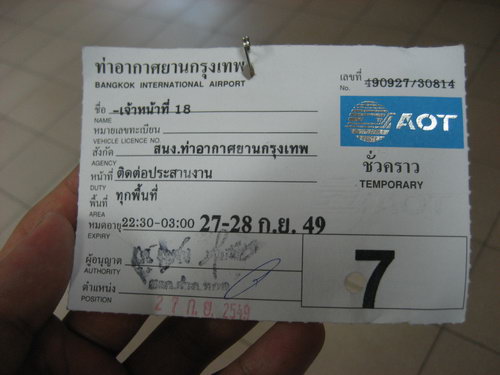 ท่าอากาศยานกรุงเทพ
BANGKOK INTERNATIONAL AIRPORT
เลขที่ 490927/30814
No.
ชื่อ -เจ้าหน้าที่ 18
NAME
หมายเลขทะเบียน
VEHICLE LICENCE NO.
สังกัด สนง.ท่าอากาศยานกรุงเทพ
AGENCY
หน้าที่ ติดต่อประสานงาน
DUTY
พื้นที่ ทุกพื้นที่
AREA
หมดอายุ 22:30-03:00 27-28 ก.ย. 49
EXPIRY
AOT
ชั่วคราว
TEMPORARY
ผู้อนุญาต
AUTHORITY
ตำแหน่ง
POSITION
27 ก.ย. 2549
7